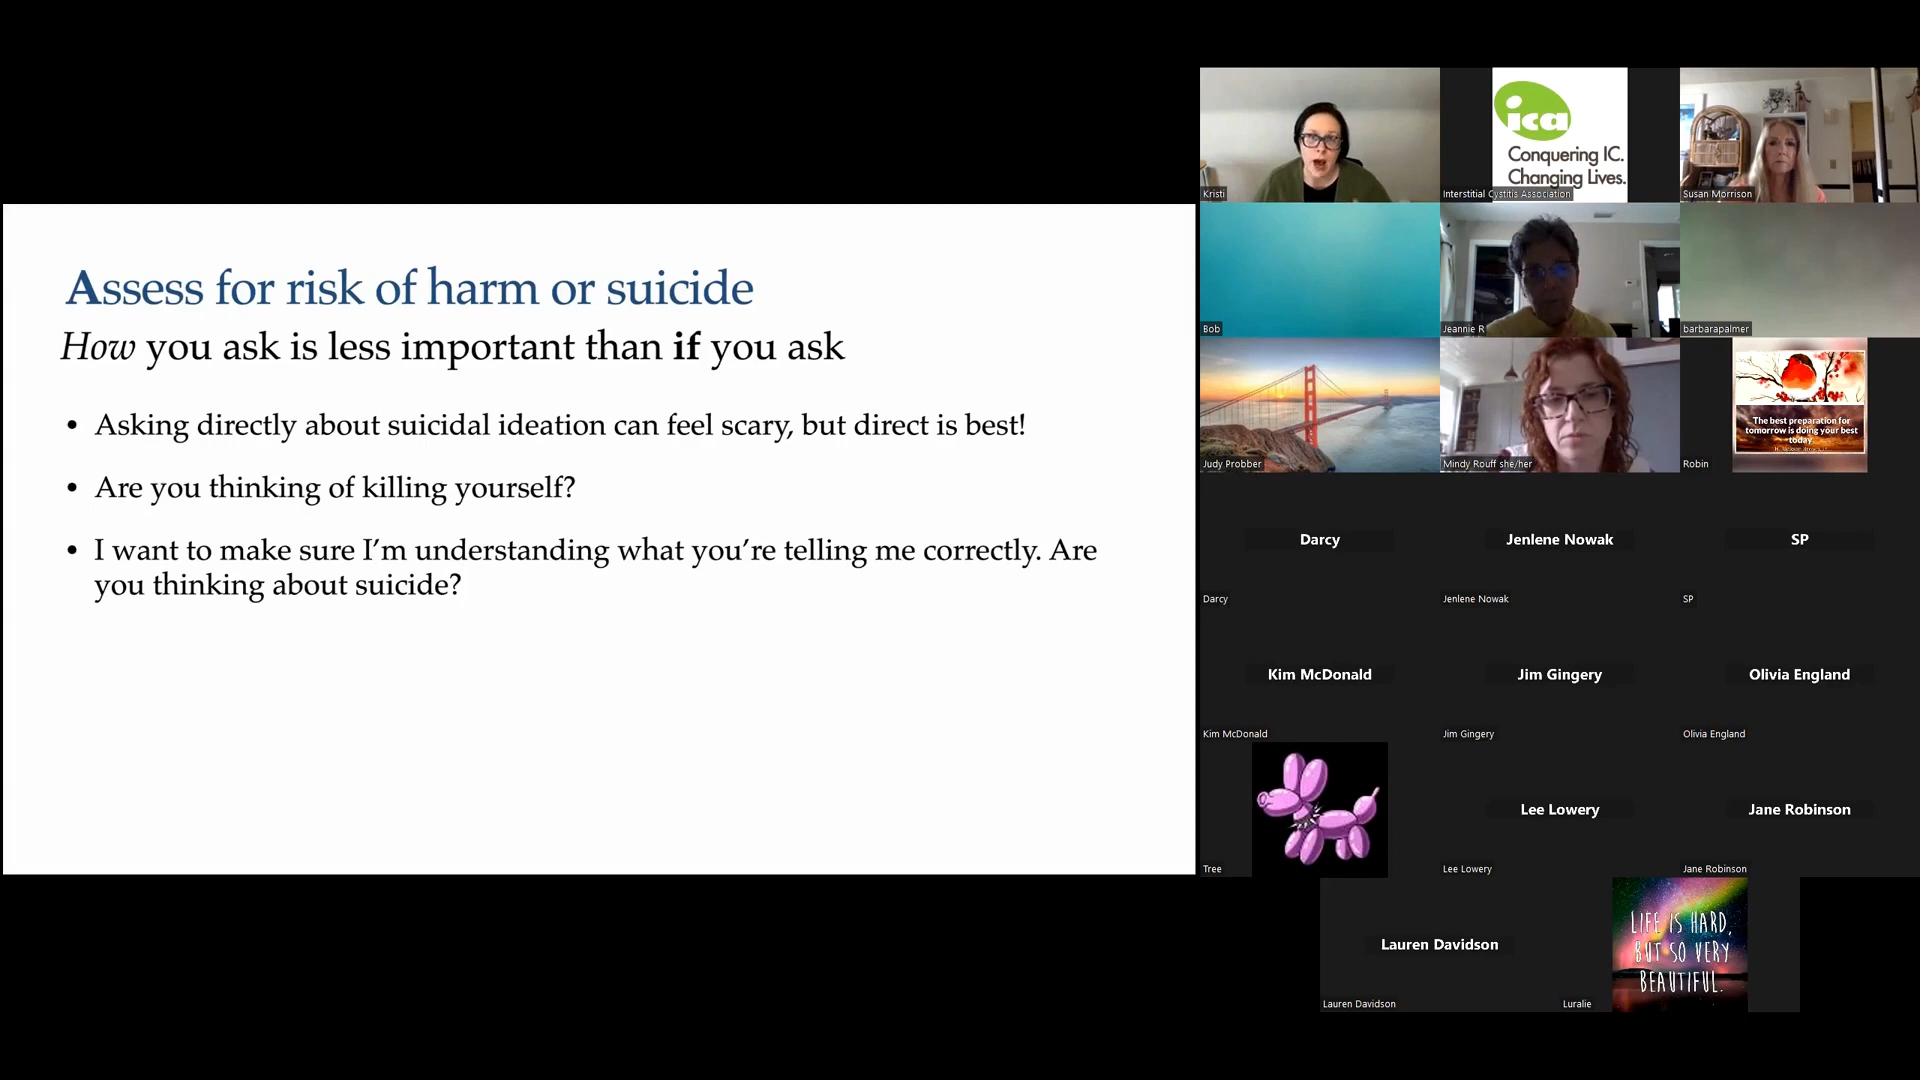 Assess for risk of harm or suicide
How you ask is less important than if you ask
• Asking directly about suicidal ideation can feel scary, but direct is best!
• Are you thinking of killing yourself?
• I want to make sure I’m understanding what you’re telling me correctly. Are
you thinking about suicide?
Kristi
ica
Conquering IC.
Changing Lives.
Interstitial Cystitis Association
Susan Morrison
Bob
Jeannie R
barbarapalmer
Judy Probber
Mindy Rouff she/her
Robin
The best preparation for
tomorrow is doing your best
today.
Darcy
Darcy
Jenlene Nowak
Jenlene Nowak
SP
SP
Kim McDonald
Kim McDonald
Jim Gingery
Jim Gingery
Olivia England
Olivia England
Tree
Lee Lowery
Lee Lowery
Jane Robinson
Jane Robinson
Lauren Davidson
Lauren Davidson
Luralie
LIFE IS HARD,
BUT SO VERY
BEAUTIFUL.